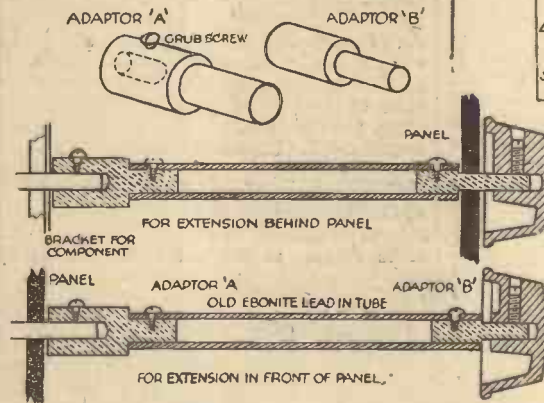 ADAPTOR 'A'
ADAPTOR 'B'
GRUB SCREW
PANEL
FOR EXTENSION BEHIND PANEL
BRACKET FOR
COMPONENT
PANEL
ADAPTOR 'A
ADAPTOR 'B'
OLD EBONITE LEAD IN TUBE
FOR EXTENSION IN FRONT OF PANEL.